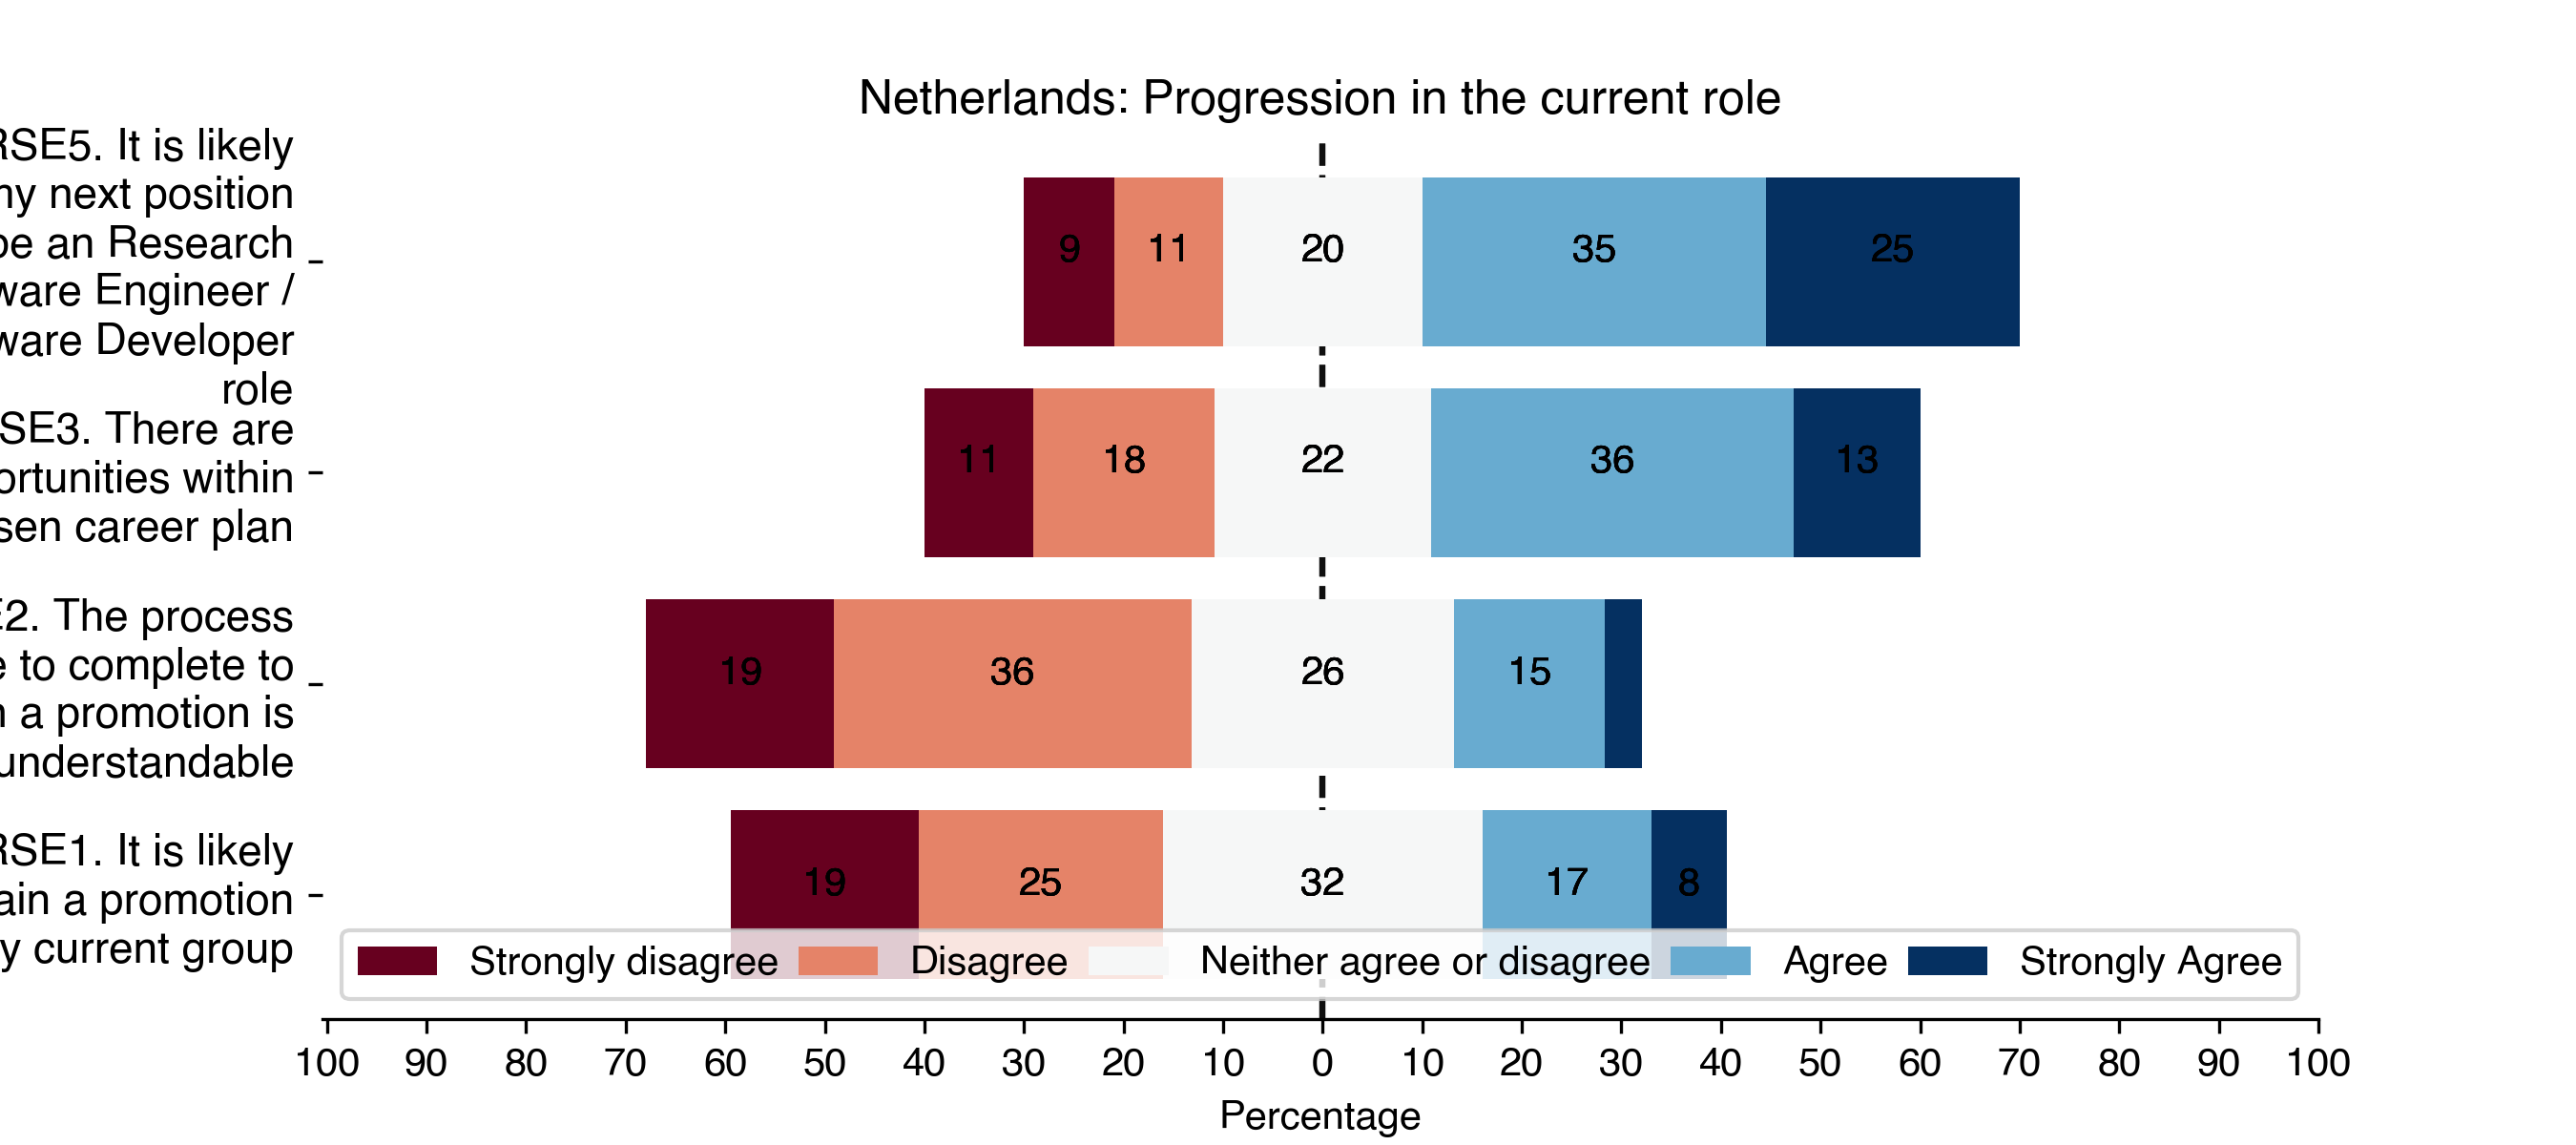 Netherlands: Progression in the current role
RSE5. It is likely
my next position
be an Research
ware Engineer /
ware Developer
role
9 11 20 35 25
SE3. There are
ortunities within
sen career plan
11 18 22 36 13
E2. The process
e to complete to
n a promotion is
understandable
19 36 26 15
RSE1. It is likely
ain a promotion
y current group
19 25 32 17 8
Strongly disagree Disagree Neither agree or disagree Agree Strongly Agree
100 90 80 70 60 50 40 30 20 10 0 10 20 30 40 50 60 70 80 90 100
Percentage